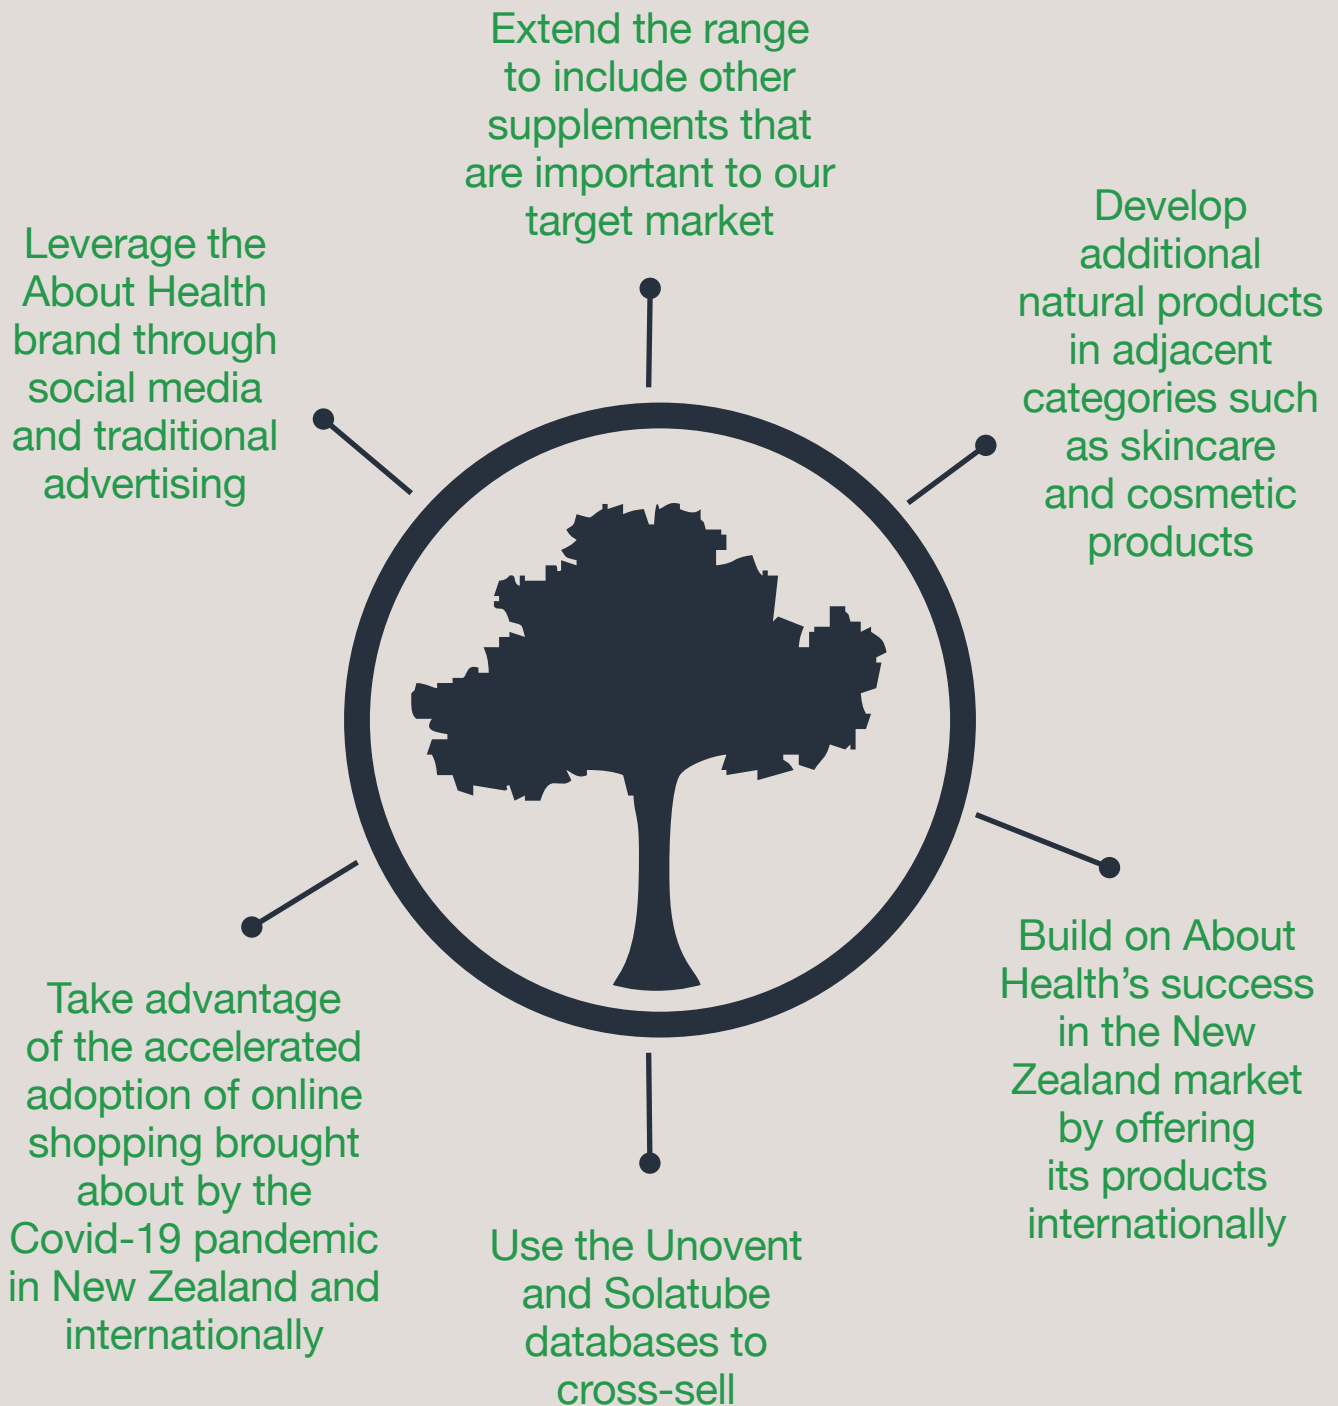 Extend the range
to include other
supplements that
are important to our
target market
Develop
additional
natural products
in adjacent
categories such
as skincare
and cosmetic
products
Build on About
Health’s success
in the New
Zealand market
by offering
its products
internationally
Use the Unovent
and Solatube
databases to
cross-sell
Take advantage
of the accelerated
adoption of online
shopping brought
about by the
Covid-19 pandemic
in New Zealand and
internationally
Leverage the
About Health
brand through
social media
and traditional
advertising